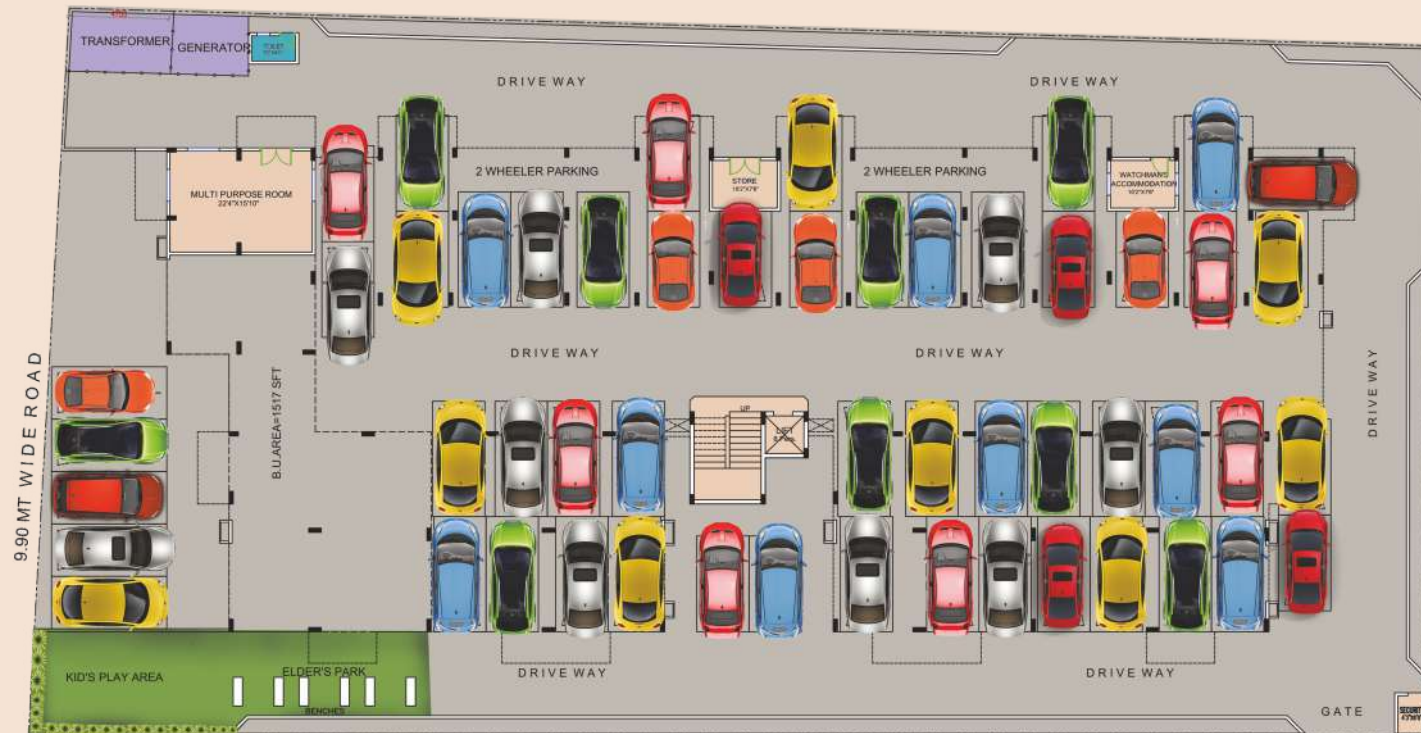 TRANSFORMER
GENERATOR
TOILET
DRIVE WAY
DRIVE WAY
MULTI PURPOSE ROOM
22'4"X15'10"
2 WHEELER PARKING
STORE
2 WHEELER PARKING
WATCHMAN'S
ACCOMMODATION
DRIVE WAY
DRIVE WAY
DRIVE WAY
9.90 MT WIDE ROAD
B.U.AREA=1517 SFT
UP
LIFT
KID'S PLAY AREA
ELDER'S PARK
BENCHES
DRIVE WAY
DRIVE WAY
GATE